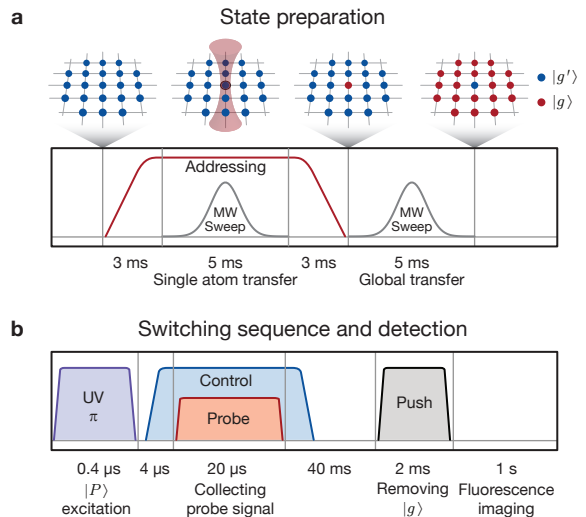 State preparation
a
|g′⟩
|g⟩
Addressing
MW
Sweep
MW
Sweep
3 ms
5 ms
3 ms
5 ms
Single atom transfer
Global transfer
b
Switching sequence and detection
UV
π
Control
Probe
Push
0.4 µs
4 µs
20 µs
40 ms
2 ms
1 s
|P⟩
excitation
Collecting
probe signal
Removing
|g⟩
Fluorescence
imaging